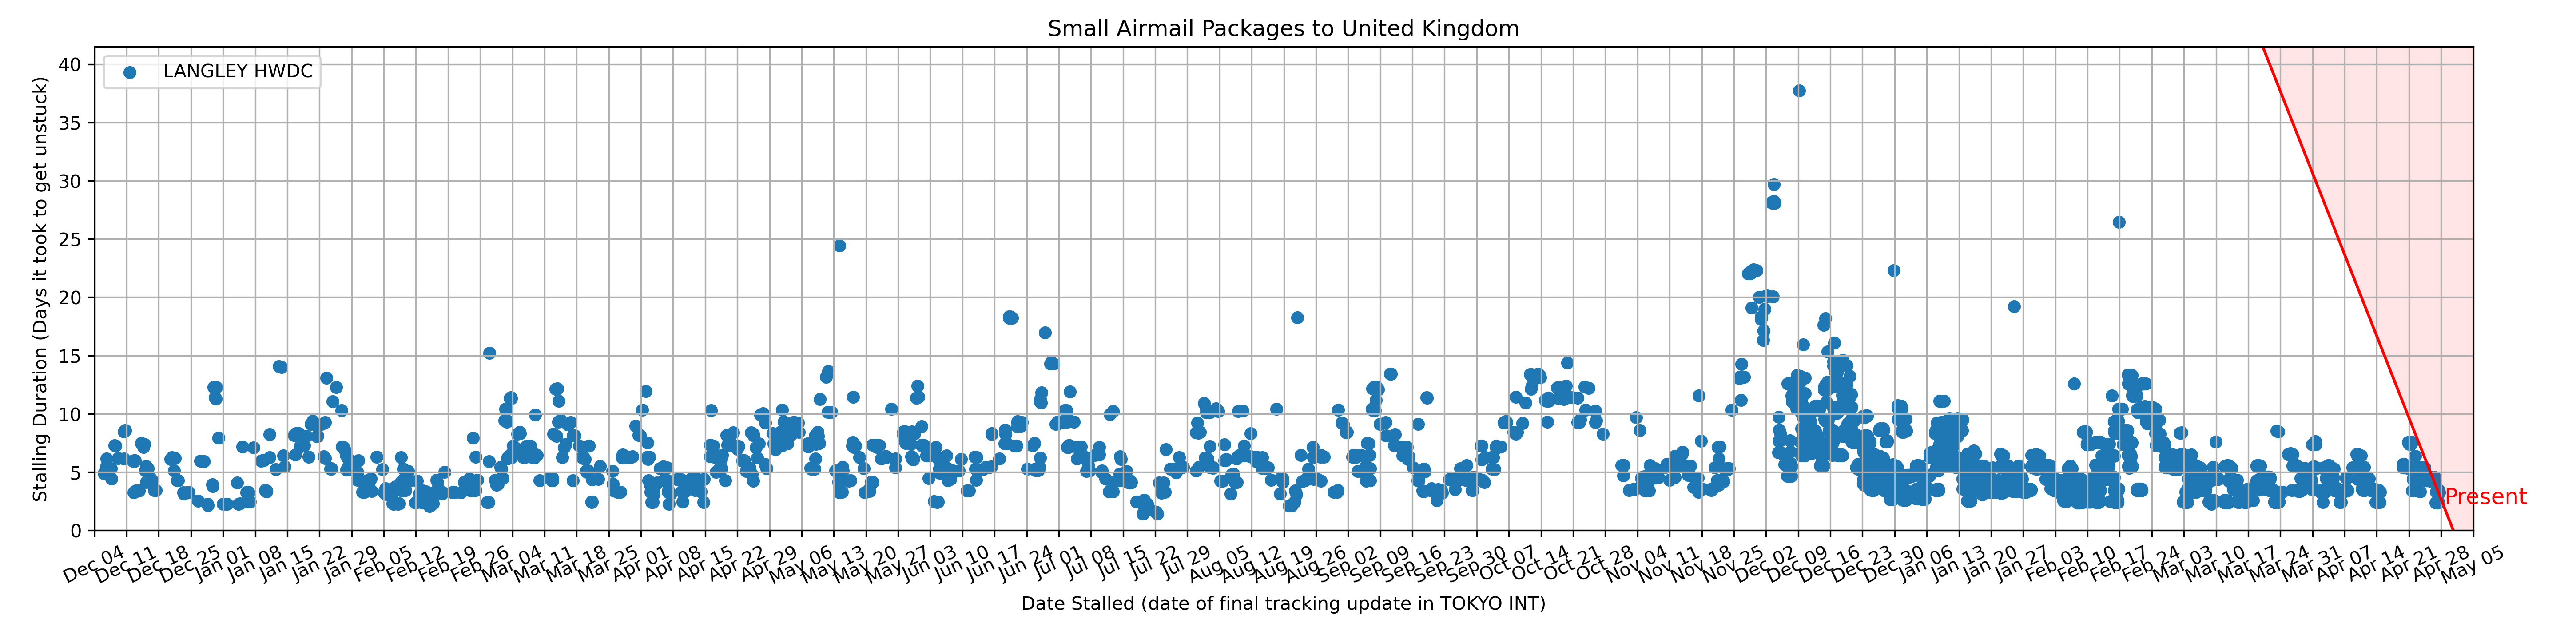 Small Airmail Packages to United Kingdom
LANGLEY HWDC
Stalling Duration (Days it took to get unstuck)
40
35
30
25
20
15
10
5
0
Present
Dec 04
Dec 11
Dec 18
Dec 25
Jan 01
Jan 08
Jan 15
Jan 22
Jan 29
Feb 05
Feb 12
Feb 19
Feb 26
Mar 04
Mar 11
Mar 18
Mar 25
Apr 01
Apr 08
Apr 15
Apr 22
Apr 29
May 06
May 13
May 20
May 27
Jun 03
Jun 10
Jun 17
Jun 24
Jul 01
Jul 08
Jul 15
Jul 22
Jul 29
Aug 05
Aug 12
Aug 19
Aug 26
Sep 02
Sep 09
Sep 16
Sep 23
Sep 30
Oct 07
Oct 14
Oct 21
Oct 28
Nov 04
Nov 11
Nov 18
Nov 25
Dec 02
Dec 09
Dec 16
Dec 23
Dec 30
Jan 06
Jan 13
Jan 20
Jan 27
Feb 03
Feb 10
Feb 17
Feb 24
Mar 03
Mar 10
Mar 17
Mar 24
Mar 31
Apr 07
Apr 14
Apr 21
Apr 28
May 05
Date Stalled (date of final tracking update in TOKYO INT)